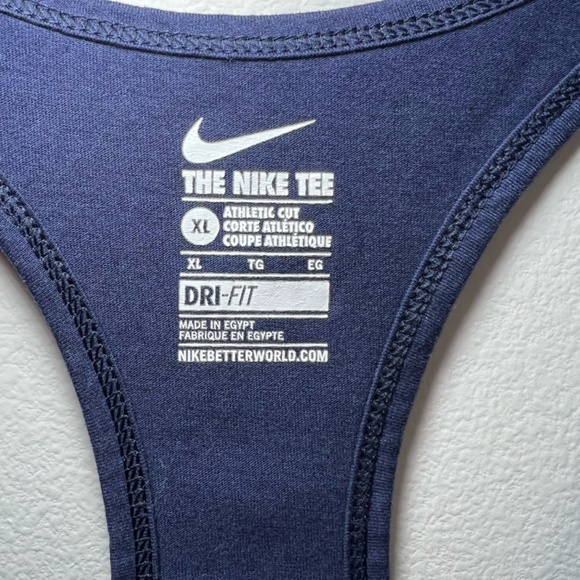 THE NIKE TEE
XL
ATHLETIC CUT
CORTE ATLÉTICO
COUPE ATHLÉTIQUE
XL TG EG
DRI-FIT
MADE IN EGYPT
FABRIQUE EN EGYPTE
NIKEBETTERWORLD.COM